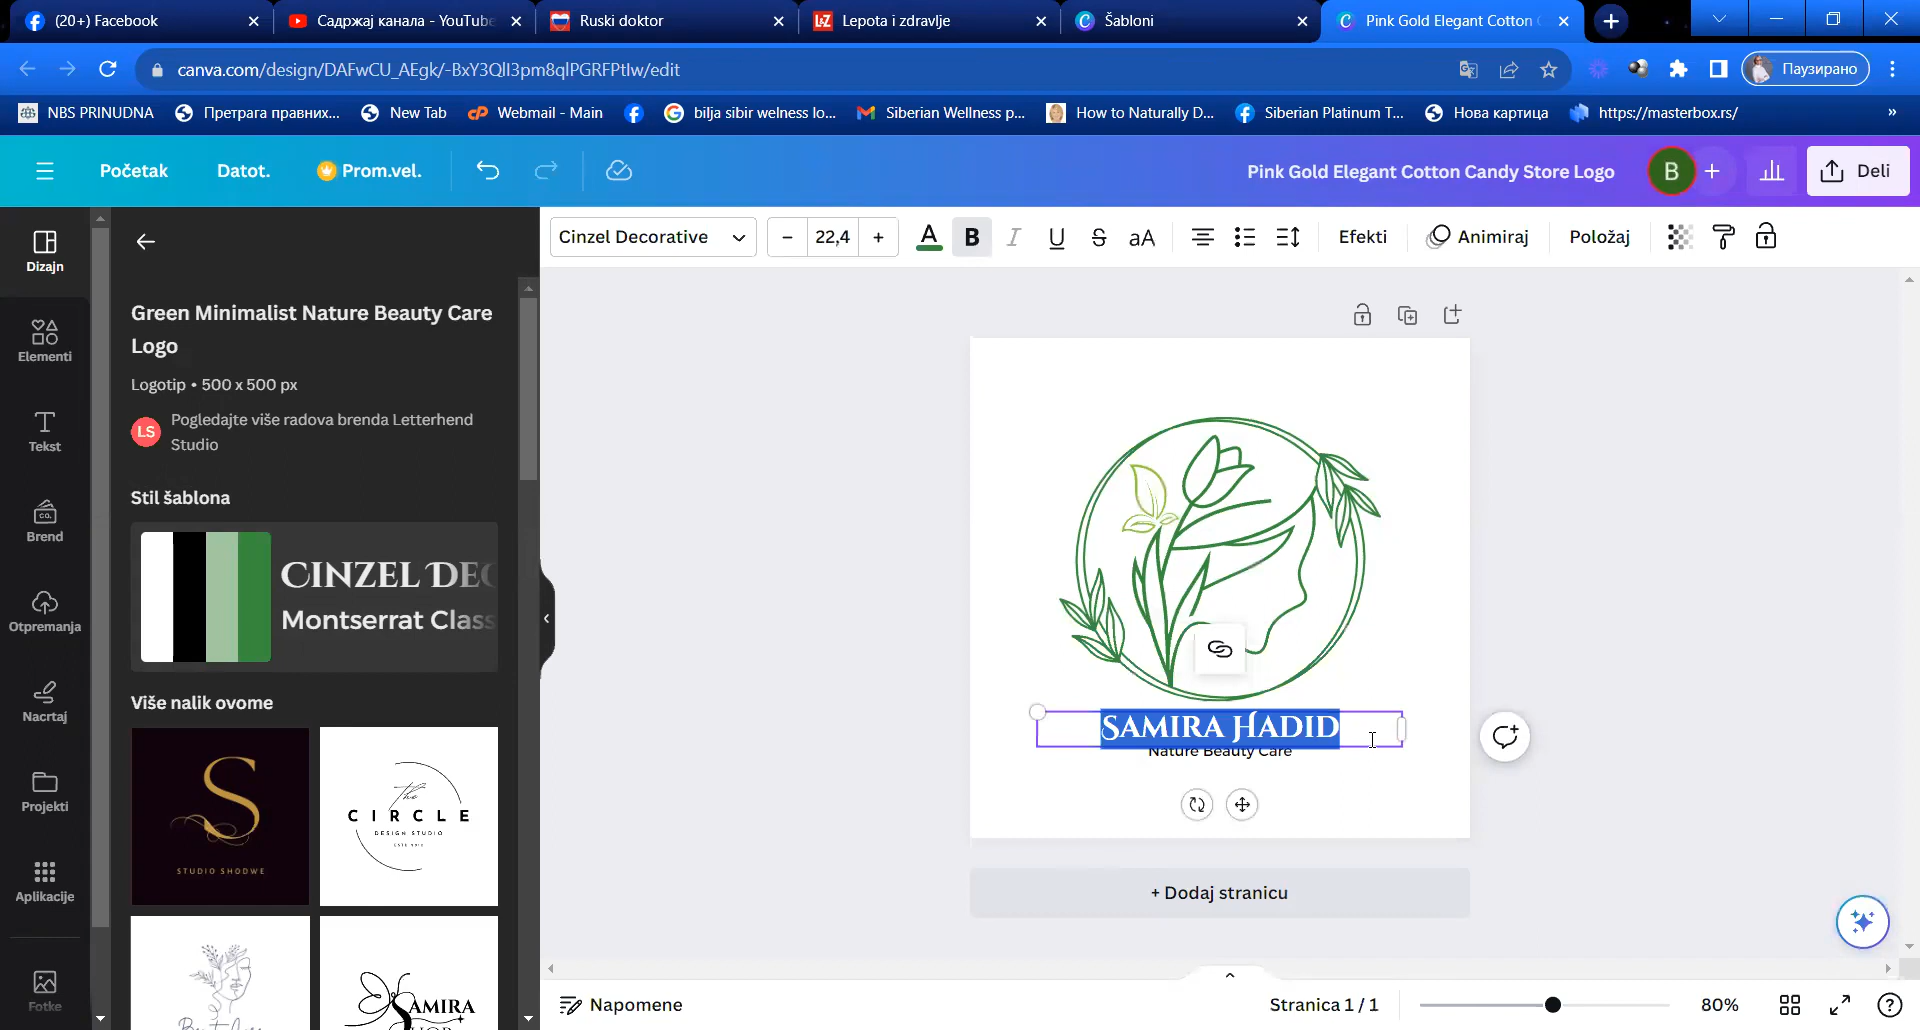 (20+) Facebook
Садржај канала - YouTube
Ruski doktor
L&Z Lepota i zdravlje
Šabloni
Pink Gold Elegant Cotton
canva.com/design/DAFwCU_AEgk/-BxY3QlI3pm8qlPGRFPtIw/edit
Паузирано
NBS PRINUDNA
Претрага правних...
New Tab
cP Webmail - Main
bilja sibir welness lo...
Siberian Wellness p...
How to Naturally D...
Siberian Platinum T...
Нова картица
https://masterbox.rs/
»
Početak
Datot.
Prom.vel.
Pink Gold Elegant Cotton Candy Store Logo
B
Deli
Cinzel Decorative
– 22,4 +
A B I U S aA
Efekti
Animiraj
Položaj
Dizajn
Elementi
Tekst
CO.
Brend
Otpremanja
Nacrtaj
Projekti
Aplikacije
Fotke
Green Minimalist Nature Beauty Care
Logo
Logotip • 500 x 500 px
LS
Pogledajte više radova brenda Letterhend
Studio
Stil šablona
CINZEL DEC
Montserrat Class
Više nalik ovome
S
STUDIO SHODWE
the
CIRCLE
DESIGN STUDIO
SAMIRA
SAMIRA HADID
Nature Beauty Care
+ Dodaj stranicu
Napomene
Stranica 1 / 1
80%